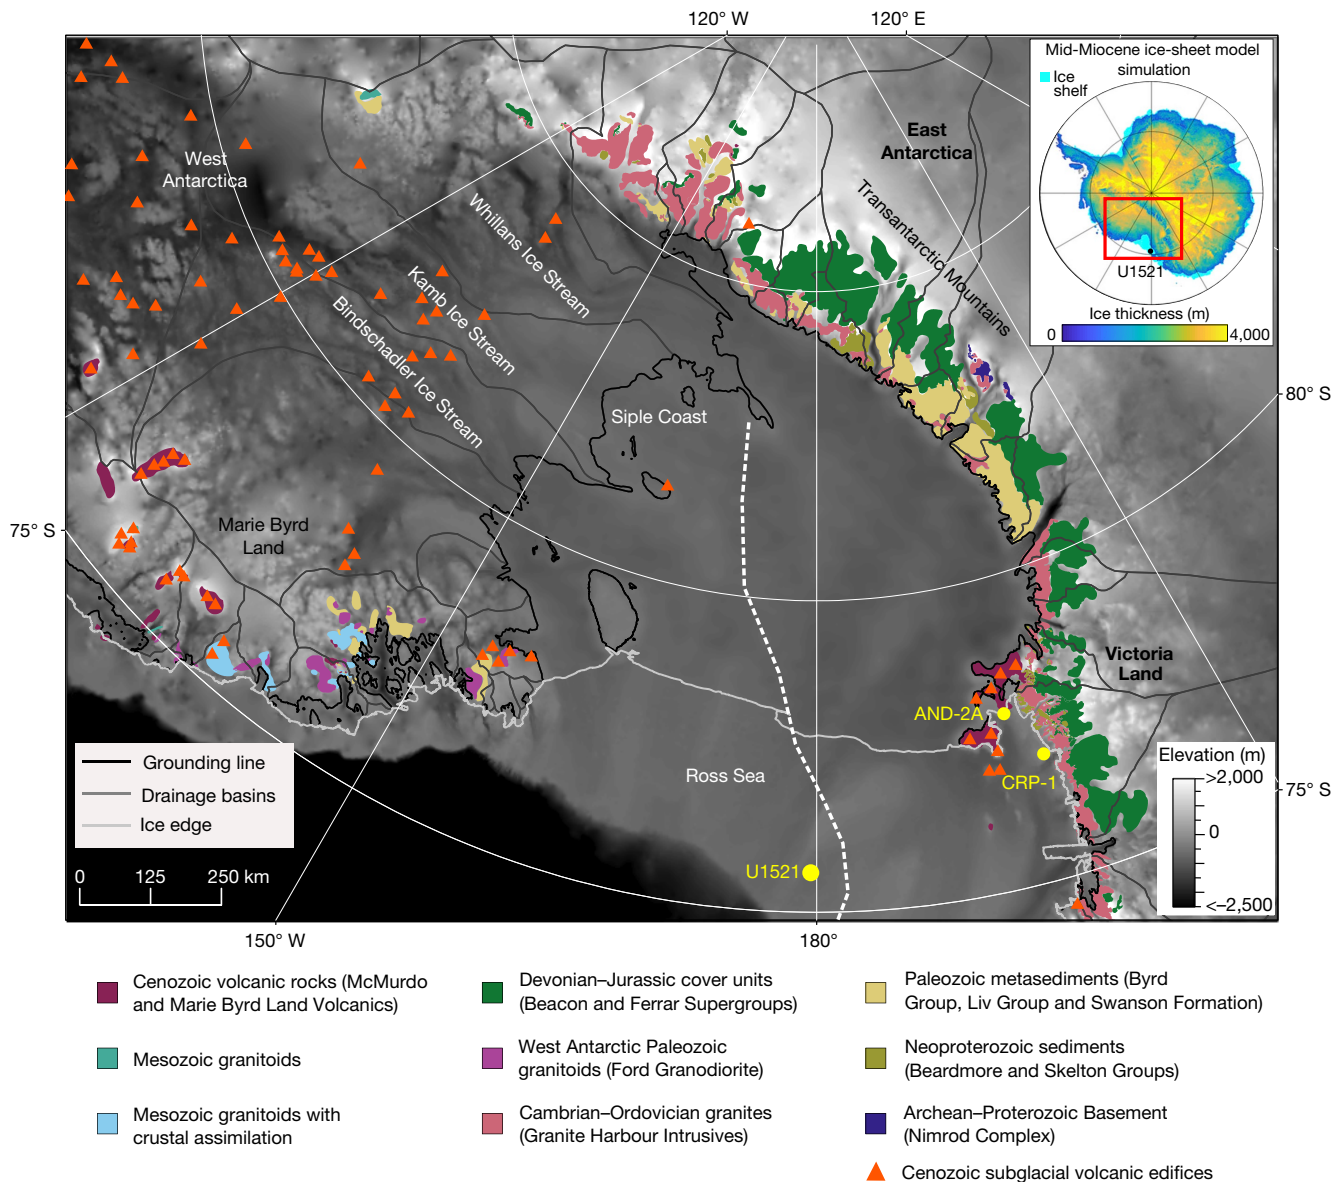 120° W
120° E
Mid-Miocene ice-sheet model
simulation
Ice
shelf
U1521
Ice thickness (m)
0
4,000
East
Antarctica
West
Antarctica
Transantarctic Mountains
Whillans Ice Stream
Kamb Ice Stream
Bindschadler Ice Stream
Siple Coast
80° S
75° S
Marie Byrd
Land
Victoria
Land
AND-2A
CRP-1
Ross Sea
U1521
Grounding line
Drainage basins
Ice edge
0
125
250 km
Elevation (m)
>2,000
0
<–2,500
75° S
150° W
180°
Cenozoic volcanic rocks (McMurdo
and Marie Byrd Land Volcanics)
Mesozoic granitoids
Mesozoic granitoids with
crustal assimilation
Devonian–Jurassic cover units
(Beacon and Ferrar Supergroups)
West Antarctic Paleozoic
granitoids (Ford Granodiorite)
Cambrian–Ordovician granites
(Granite Harbour Intrusives)
Paleozoic metasediments (Byrd
Group, Liv Group and Swanson Formation)
Neoproterozoic sediments
(Beardmore and Skelton Groups)
Archean–Proterozoic Basement
(Nimrod Complex)
Cenozoic subglacial volcanic edifices